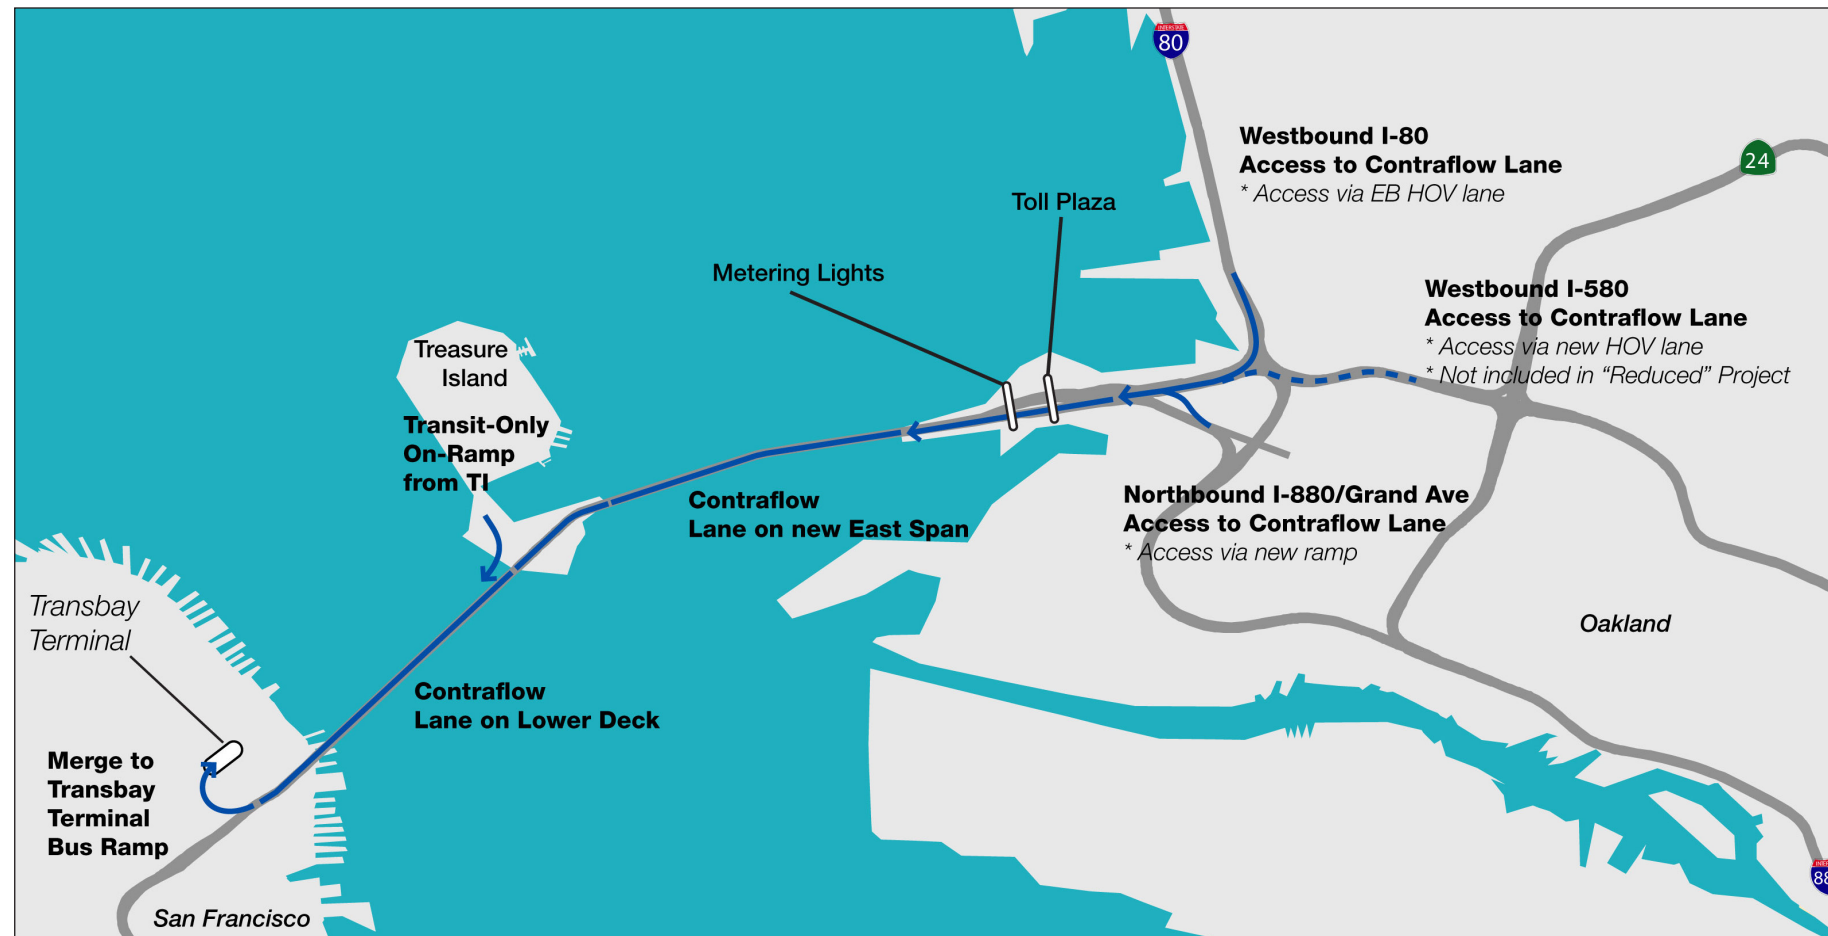 INTERSTATE
80
Westbound I-80
Access to Contraflow Lane
* Access via EB HOV lane
24
Toll Plaza
Metering Lights
Westbound I-580
Access to Contraflow Lane
* Access via new HOV lane
* Not included in “Reduced” Project
Treasure
Island
Transit-Only
On-Ramp
from TI
Contraflow
Lane on new East Span
Northbound I-880/Grand Ave
Access to Contraflow Lane
* Access via new ramp
Transbay
Terminal
Oakland
Contraflow
Lane on Lower Deck
Merge to
Transbay
Terminal
Bus Ramp
San Francisco